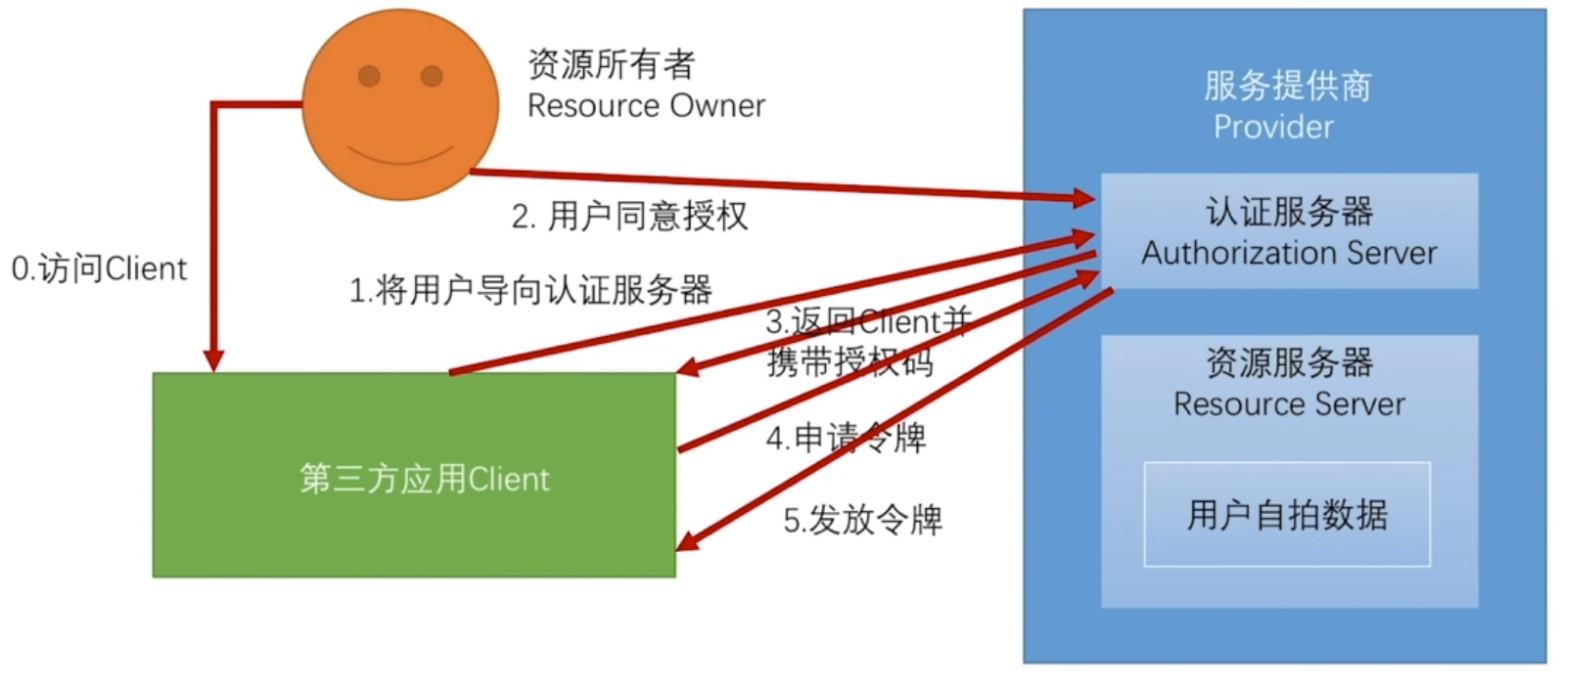 资源所有者
Resource Owner
服务提供商
Provider
2. 用户同意授权
认证服务器
Authorization Server
0.访问Client
1.将用户导向认证服务器
3.返回Client并
携带授权码
资源服务器
Resource Server
4.申请令牌
第三方应用Client
5.发放令牌
用户自拍数据